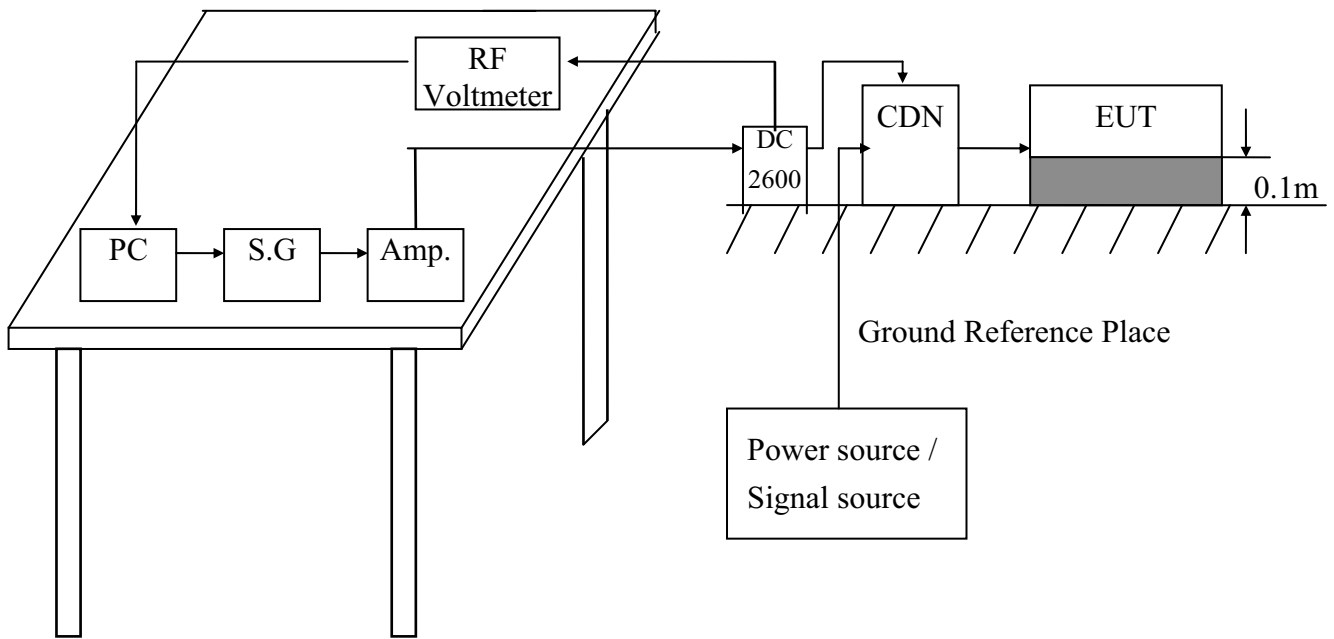 RF
Voltmeter
DC
2600
CDN
EUT
0.1m
PC
S.G
Amp.
Ground Reference Place
Power source /
Signal source